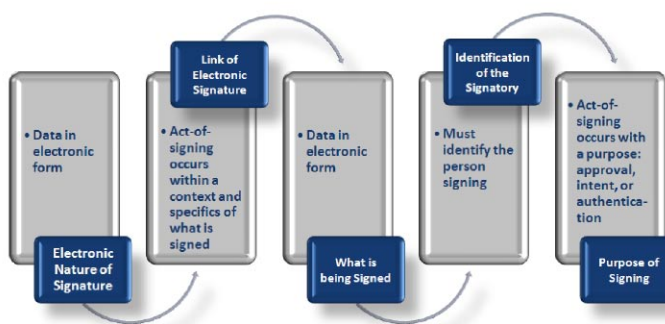 • Data in
electronic
form
Electronic
Nature of
Signature
Link of
Electronic
Signature
• Act-of-
signing
occurs
within a
context and
specifics of
what is
signed
• Data in
electronic
form
What is
being Signed
Identification
of the
Signatory
• Must
identify the
person
signing
• Act-of-
signing
occurs with
a purpose:
approval,
intent, or
authentica-
tion
Purpose of
Signing